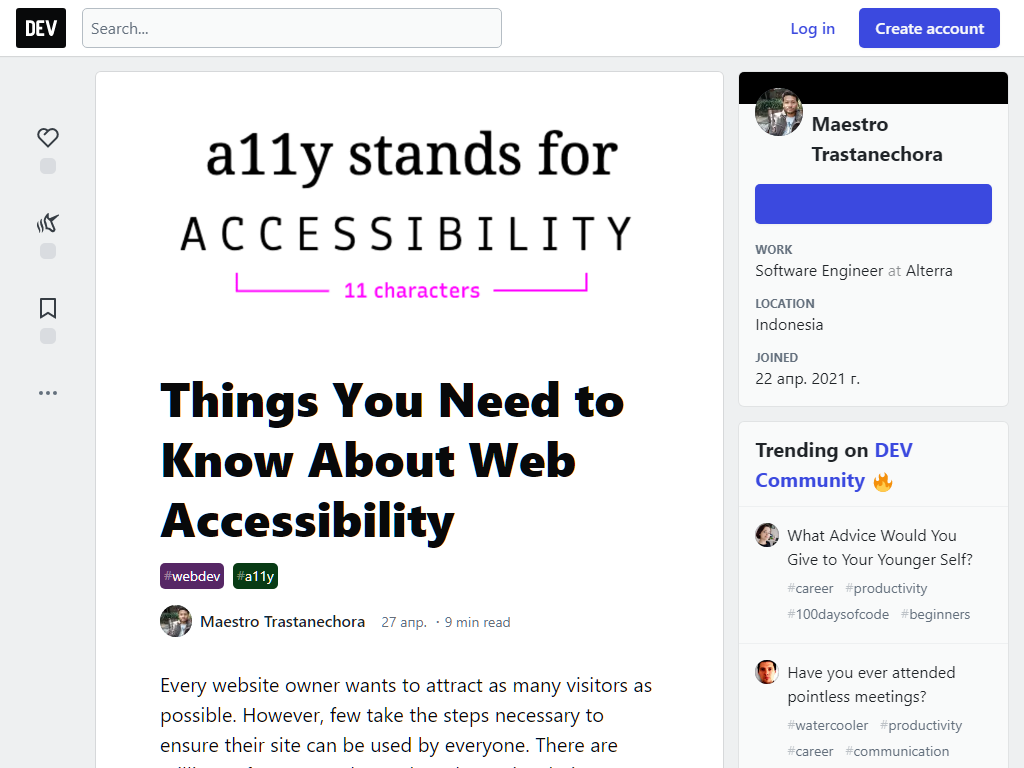 DEV
Search...
Log in
Create account
a11y stands for
ACCESSIBILITY
11 characters
Things You Need to
Know About Web
Accessibility
#webdev #a11y
Maestro Trastanechora 27 апр. · 9 min read
Every website owner wants to attract as many visitors as
possible. However, few take the steps necessary to
ensure their site can be used by everyone. There are
Maestro
Trastanechora
WORK
Software Engineer at Alterra
LOCATION
Indonesia
JOINED
22 апр. 2021 г.
Trending on DEV
Community 🔥
What Advice Would You
Give to Your Younger Self?
#career #productivity
#100daysofcode #beginners
Have you ever attended
pointless meetings?
#watercooler #productivity
#career #communication